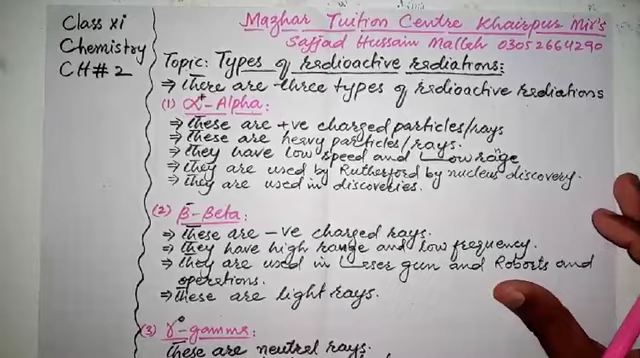 Class xi
Chemistry
CH#2
Mazhar Tuition Centre Khairpur Mir's
Sajjad Hussain Mallah 03052664290
Topic: Types of radioactive radiations:
⇒ There are three types of radioactive radiations
(1) α⁺-Alpha:
⇒ These are +ve charged particles/rays
⇒ These are heavy particles/rays.
⇒ They have low speed and Low range
⇒ They are used by Rutherford by nucleus discovery.
⇒ They are used in discoveries.
(2) β⁻-Beta:
⇒ These are -ve charged rays.
⇒ They have high range and low frequency.
⇒ They are used in Leser gun and Roborts and
operations.
⇒ These are light rays.
(3) γ⁰-gamma:
These are neutral rays.